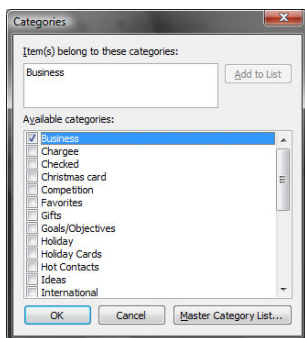 Categories
Item(s) belong to these categories:
Business
Add to List
Available categories:
Business
Chargee
Checked
Christmas card
Competition
Favorites
Gifts
Goals/Objectives
Holiday
Holiday Cards
Hot Contacts
Ideas
International
OK
Cancel
Master Category List...